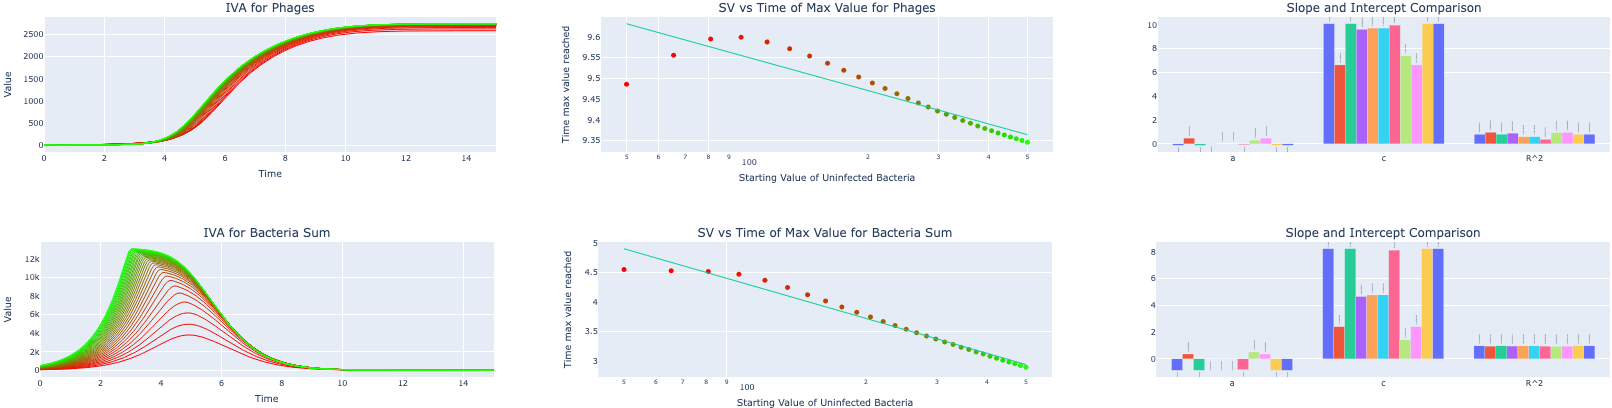 IVA for Phages
2500
2000
1500
1000
500
0
Value
0 2 4 6 8 10 12 14
Time
SV vs Time of Max Value for Phages
9.6
9.55
9.5
9.45
9.4
9.35
Time max value reached
5 6 7 8 9 100 2 3 4 5
Starting Value of Uninfected Bacteria
Slope and Intercept Comparison
10
8
6
4
2
0
a c R^2
IVA for Bacteria Sum
12k
10k
8k
6k
4k
2k
0
Value
0 2 4 6 8 10 12 14
Time
SV vs Time of Max Value for Bacteria Sum
5
4.5
4
3.5
3
Time max value reached
5 6 7 8 9 100 2 3 4 5
Starting Value of Uninfected Bacteria
Slope and Intercept Comparison
8
6
4
2
0
a c R^2